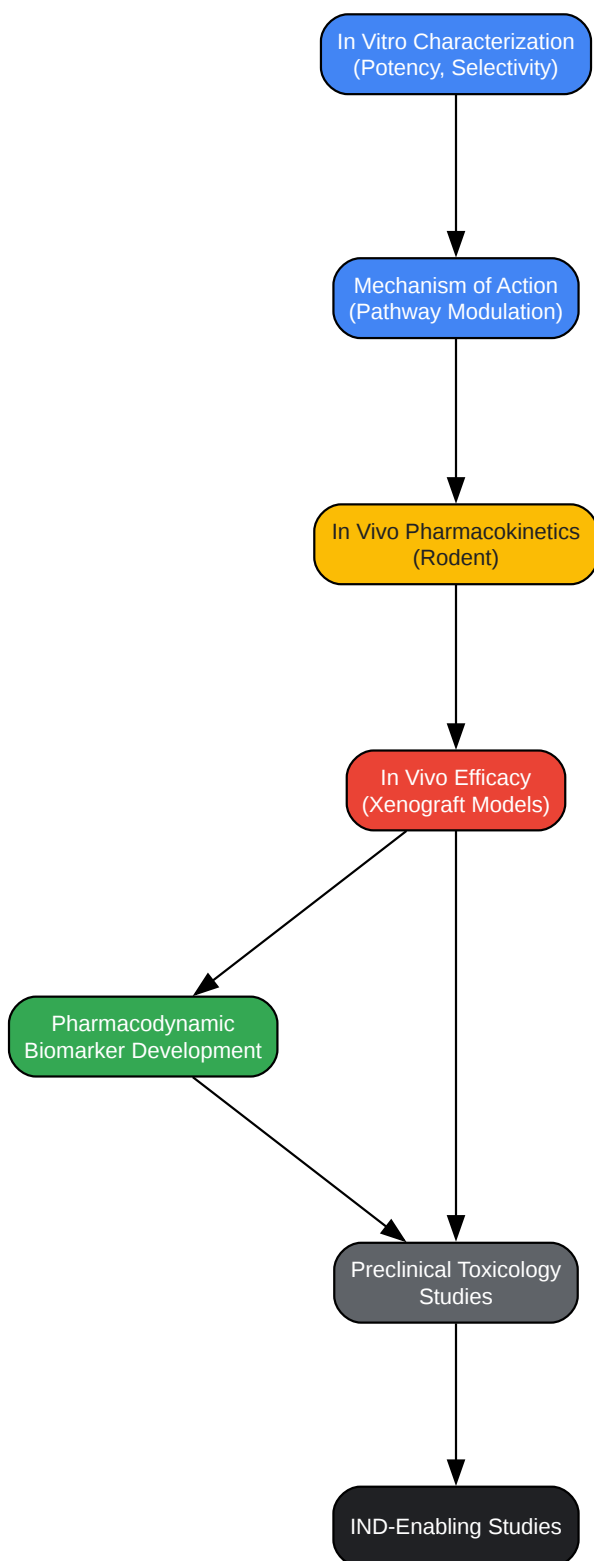 In Vitro Characterization
(Potency, Selectivity)
Mechanism of Action
(Pathway Modulation)
In Vivo Pharmacokinetics
(Rodent)
In Vivo Efficacy
(Xenograft Models)
Pharmacodynamic
Biomarker Development
Preclinical Toxicology
Studies
IND-Enabling Studies